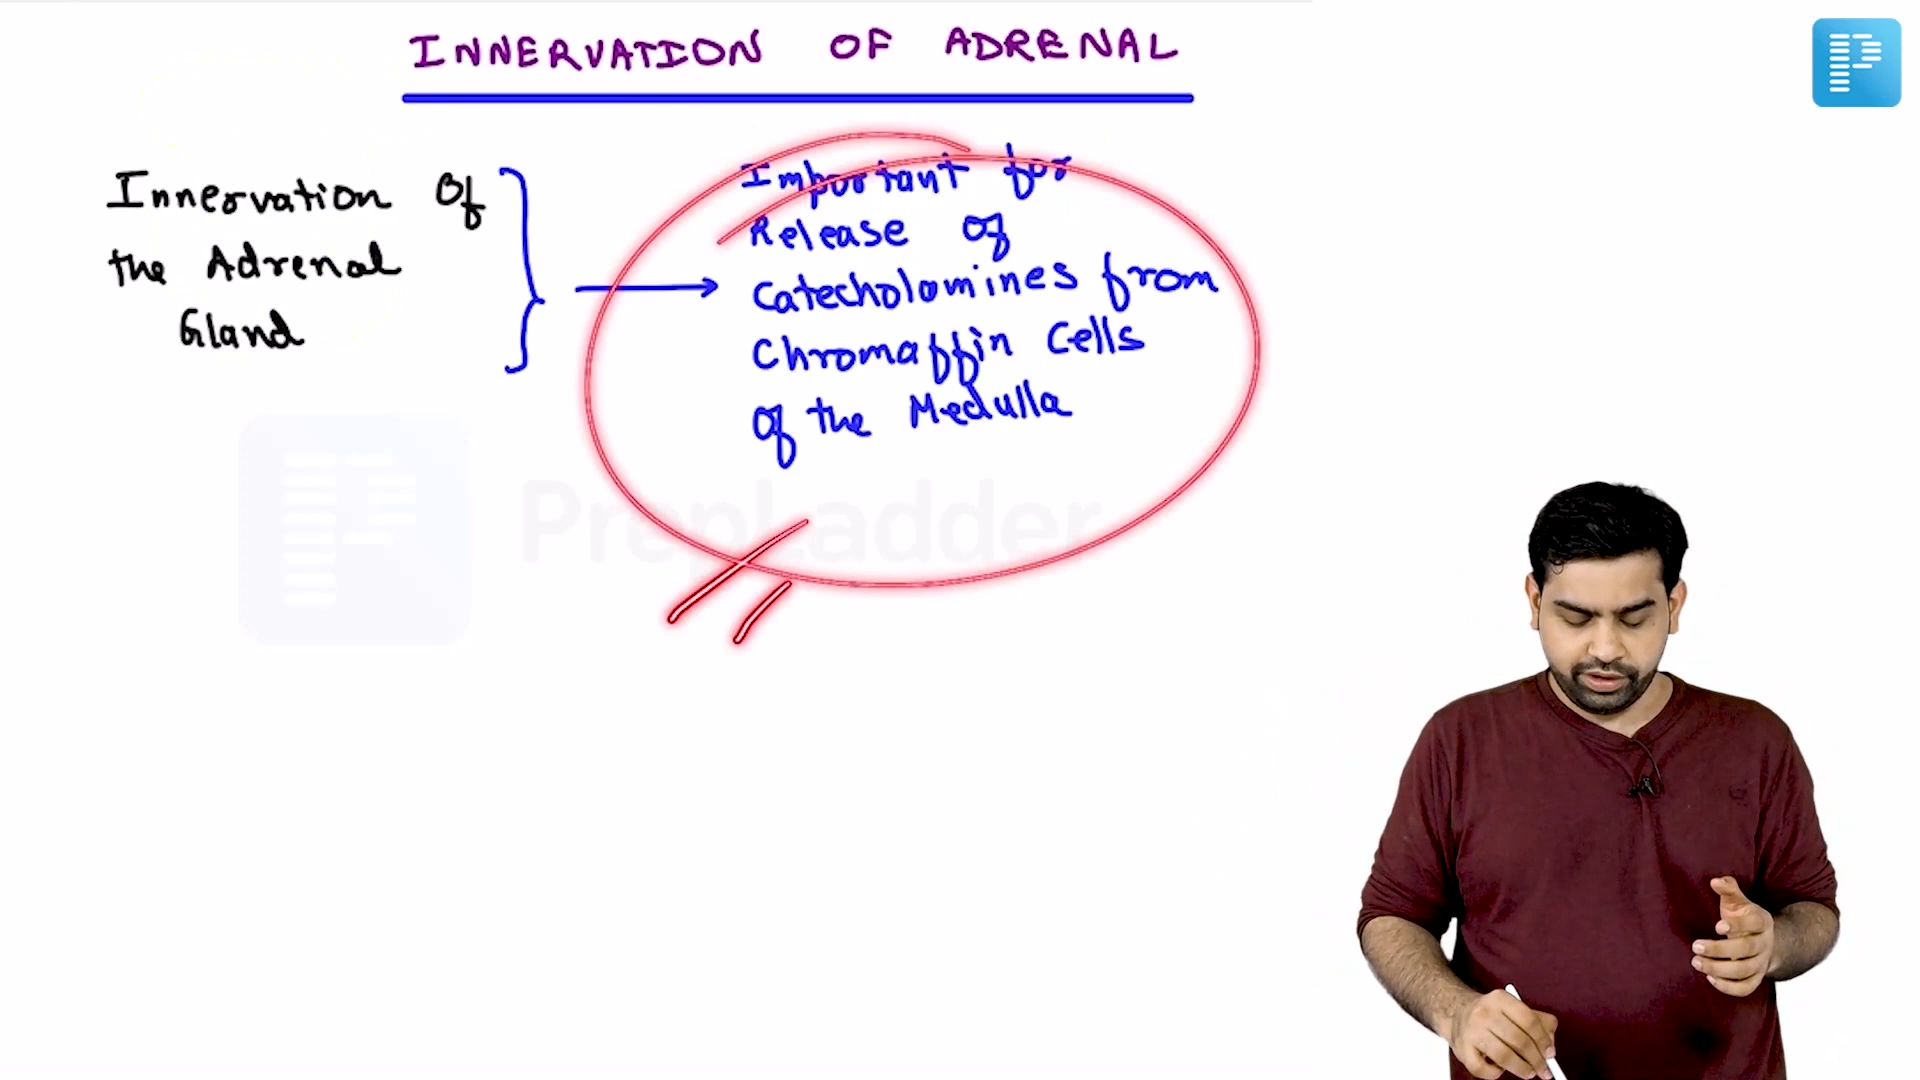 INNERVATION OF ADRENAL
Innervation of
the Adrenal
Gland
Important for
Release of
Catecholamines from
Chromaffin Cells
of the Medulla
PrepLadder